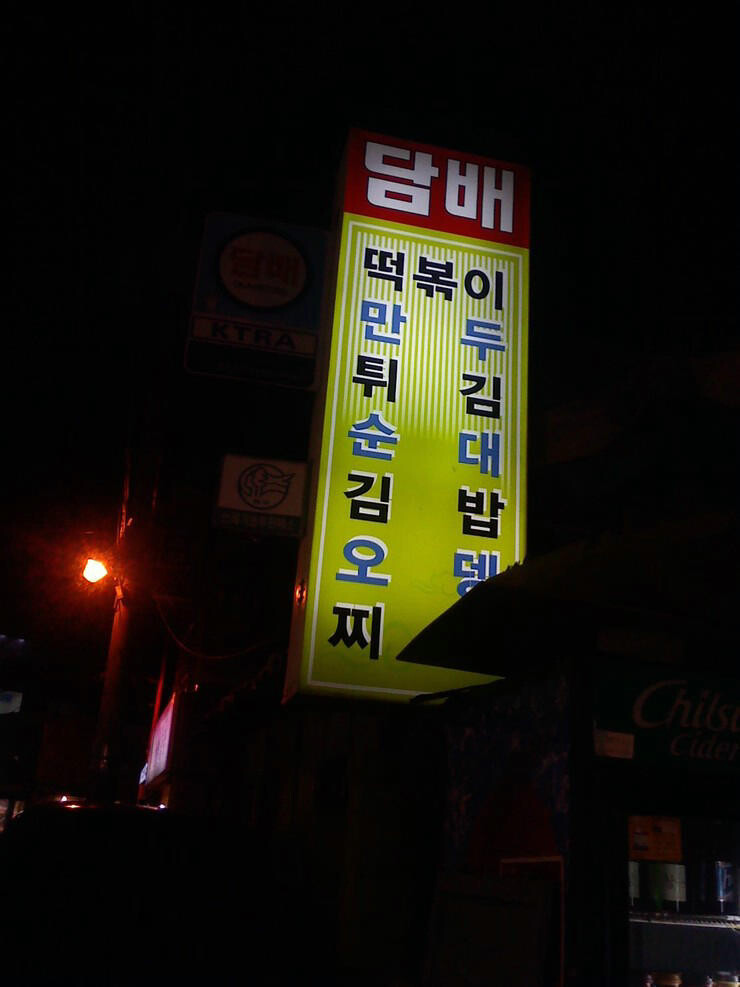 담배
떡볶이
만 두
튀 김
순 대
김 밥
오 뎅
찌
담배
KTRA
Chils
Cider